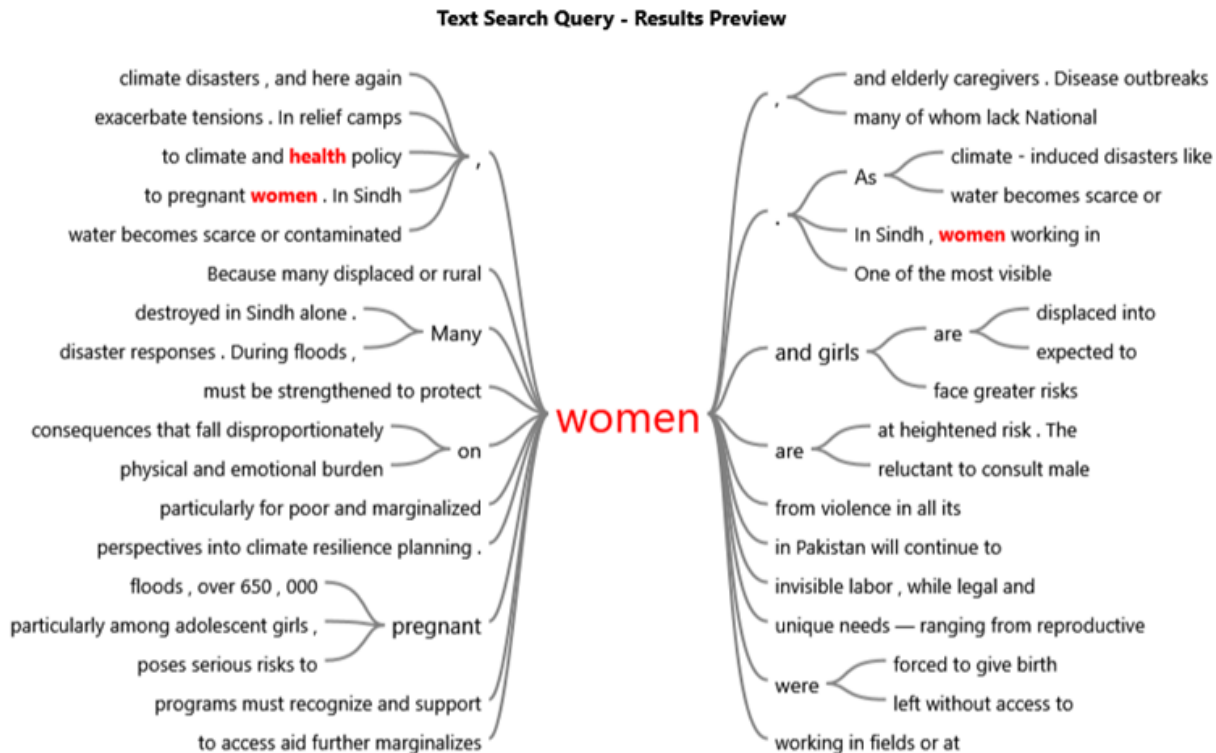 Text Search Query - Results Preview
climate disasters , and here again
exacerbate tensions . In relief camps
to climate and health policy
to pregnant women . In Sindh
water becomes scarce or contaminated
,
Because many displaced or rural
destroyed in Sindh alone .
disaster responses . During floods ,
Many
must be strengthened to protect
consequences that fall disproportionately
physical and emotional burden
on
particularly for poor and marginalized
perspectives into climate resilience planning .
floods , over 650 , 000
particularly among adolescent girls ,
poses serious risks to
pregnant
programs must recognize and support
to access aid further marginalizes
women
,
and elderly caregivers . Disease outbreaks
many of whom lack National
.
As
climate - induced disasters like
water becomes scarce or
In Sindh , women working in
One of the most visible
and girls
are
displaced into
expected to
face greater risks
are
at heightened risk . The
reluctant to consult male
from violence in all its
in Pakistan will continue to
invisible labor , while legal and
unique needs — ranging from reproductive
were
forced to give birth
left without access to
working in fields or at